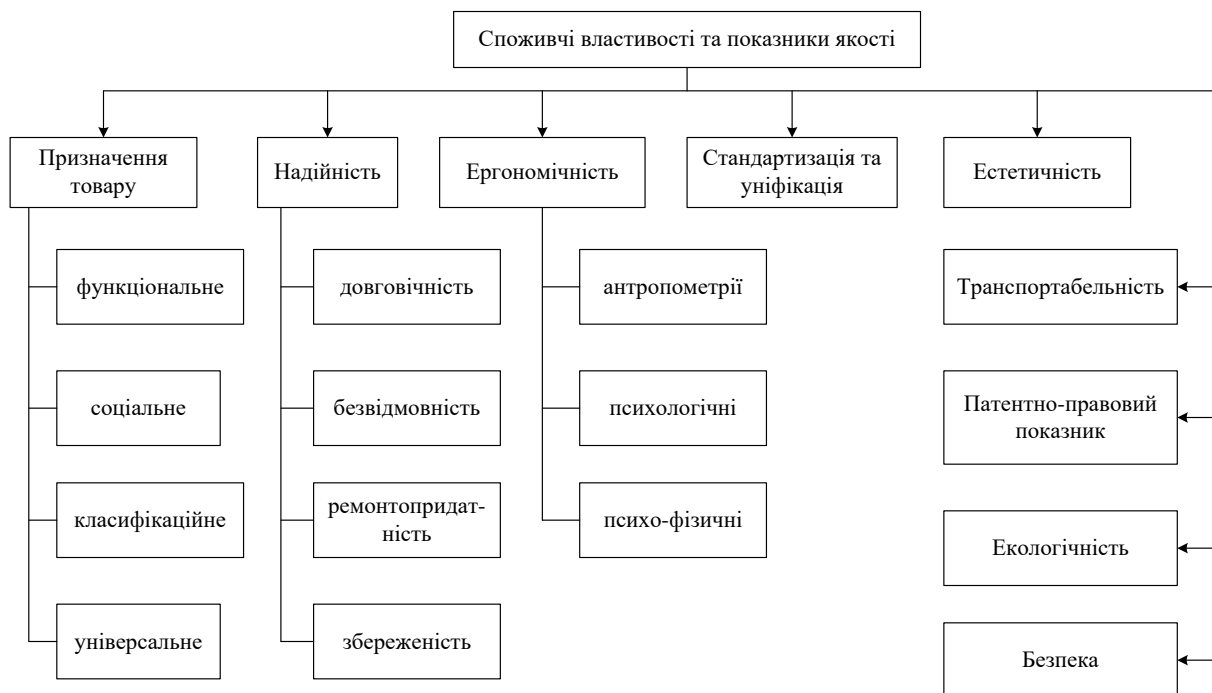 Споживчі властивості та показники якості
Призначення
товару
Надійність
Ергономічність
Стандартизація та
уніфікація
Естетичність
функціональне
довговічність
антропометрії
Транспортабельність
соціальне
безвідмовність
психологічні
Патентно-правовий
показник
класифікаційне
ремонтопридат-
ність
психо-фізичні
Екологічність
універсальне
збереженість
Безпека